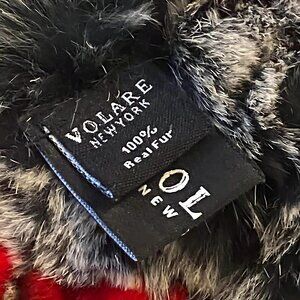 VOLARE
NEW YORK
100%
Real Fur
OL
NEW